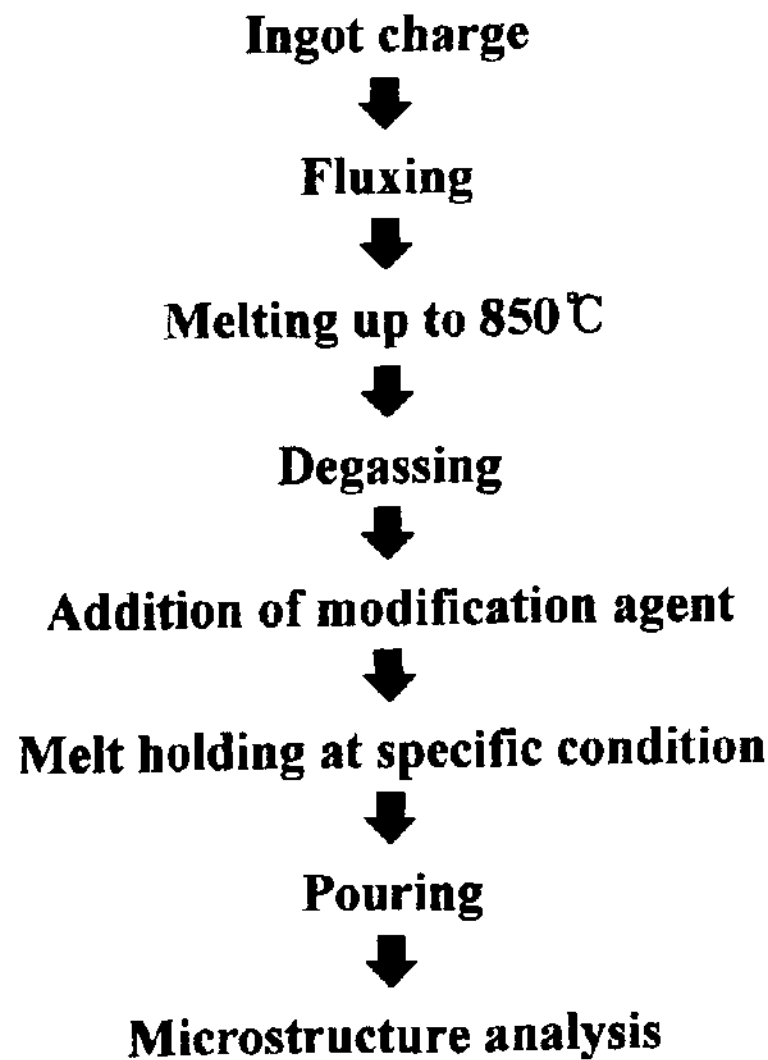 Ingot charge
Fluxing
Melting up to 850℃
Degassing
Addition of modification agent
Melt holding at specific condition
Pouring
Microstructure analysis